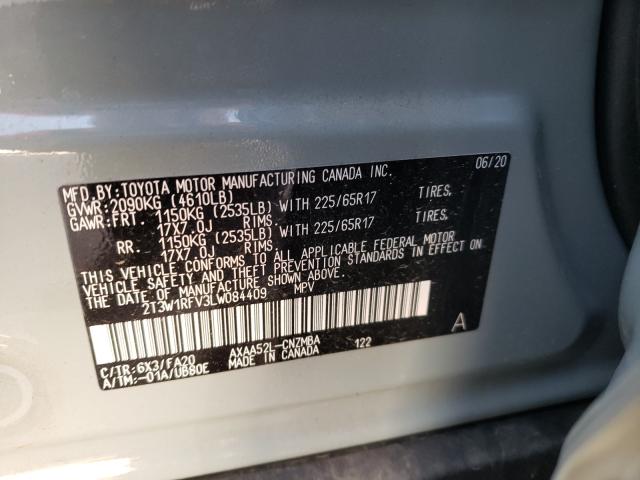 MFD.BY:TOYOTA MOTOR MANUFACTURING CANADA INC. 06/20
GVWR:2090KG (4610LB)
GAWR:FRT. 1150KG (2535LB) WITH 225/65R17 TIRES,
17X7.0J RIMS,
RR. 1150KG (2535LB) WITH 225/65R17 TIRES,
17X7.0J RIMS.
THIS VEHICLE CONFORMS TO ALL APPLICABLE FEDERAL MOTOR
VEHICLE SAFETY AND THEFT PREVENTION STANDARDS IN EFFECT ON
THE DATE OF MANUFACTURE SHOWN ABOVE.
2T3W1RFV3LW084409 MPV
A
C/TR:6X3/FA20 AXAA52L-CNZMBA 122
A/TM:-01A/UB80E MADE IN CANADA